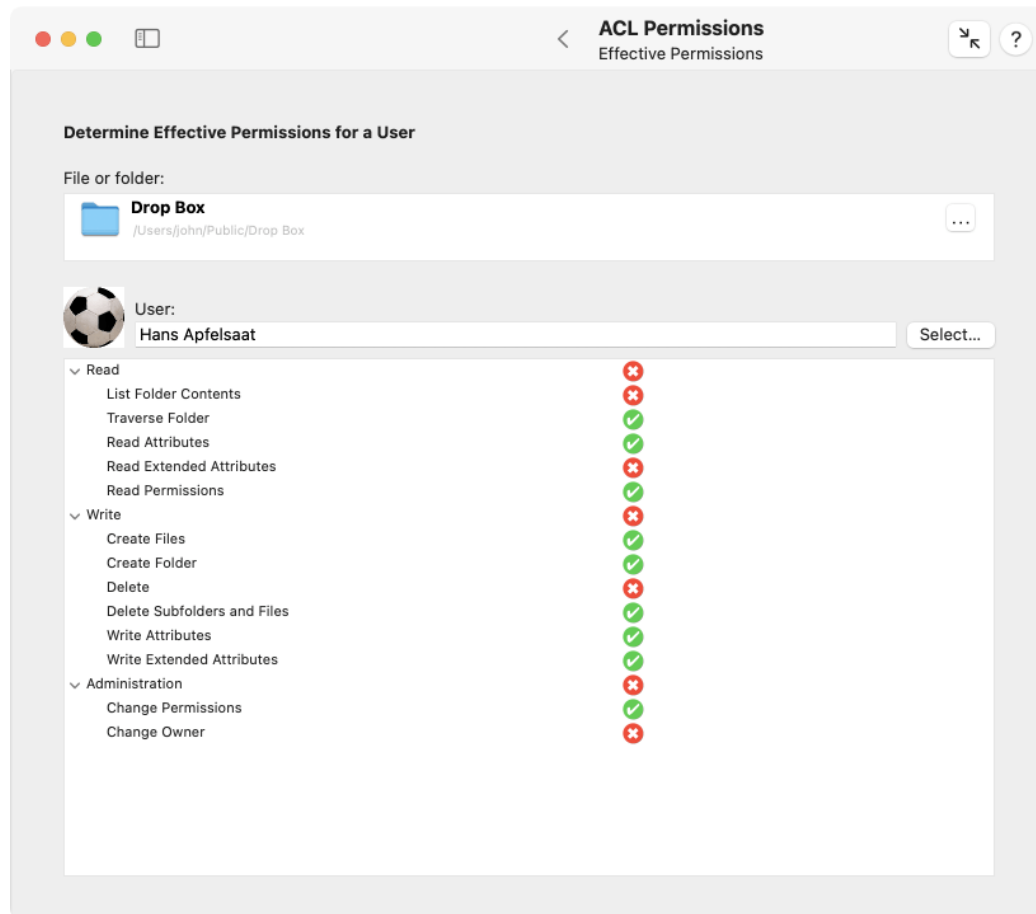 ACL Permissions
Effective Permissions
?
Determine Effective Permissions for a User
File or folder:
Drop Box
/Users/john/Public/Drop Box
...
User:
Hans Apfelsaat
Select...
Read
List Folder Contents
Traverse Folder
Read Attributes
Read Extended Attributes
Read Permissions
Write
Create Files
Create Folder
Delete
Delete Subfolders and Files
Write Attributes
Write Extended Attributes
Administration
Change Permissions
Change Owner